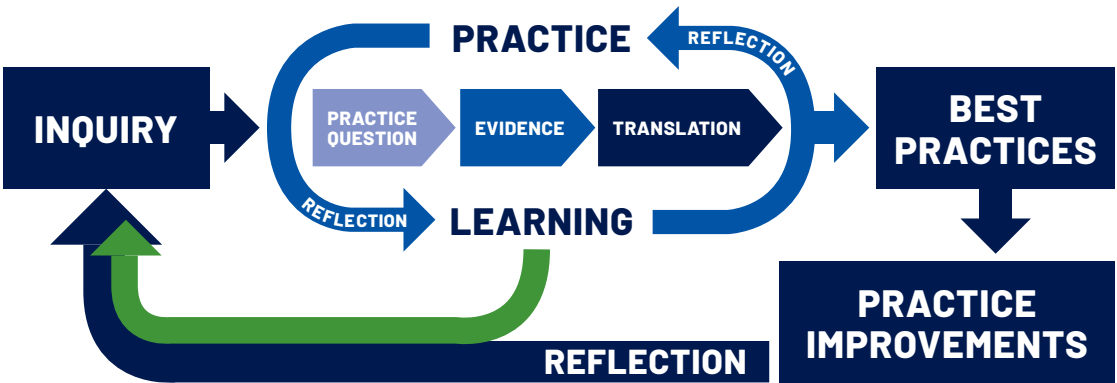 PRACTICE
REFLECTION
INQUIRY
PRACTICE
QUESTION
EVIDENCE
TRANSLATION
BEST
PRACTICES
REFLECTION
LEARNING
PRACTICE
IMPROVEMENTS
REFLECTION